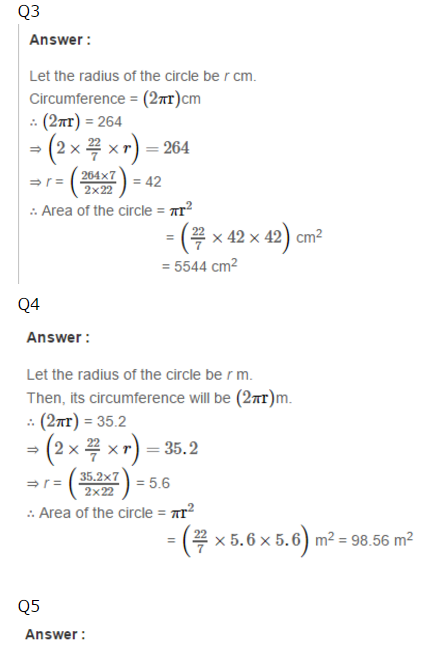 Q3
Answer :
Let the radius of the circle be r cm.
Circumference = (2πr)cm
∴ (2πr) = 264
⇒ (2 × 22/7 × r) = 264
⇒ r = (264×7/2×22) = 42
∴ Area of the circle = πr²
= (22/7 × 42 × 42) cm²
= 5544 cm²
Q4
Answer :
Let the radius of the circle be r m.
Then, its circumference will be (2πr)m.
∴ (2πr) = 35.2
⇒ (2 × 22/7 × r) = 35.2
⇒ r = (35.2×7/2×22) = 5.6
∴ Area of the circle = πr²
= (22/7 × 5.6 × 5.6) m² = 98.56 m²
Q5
Answer :